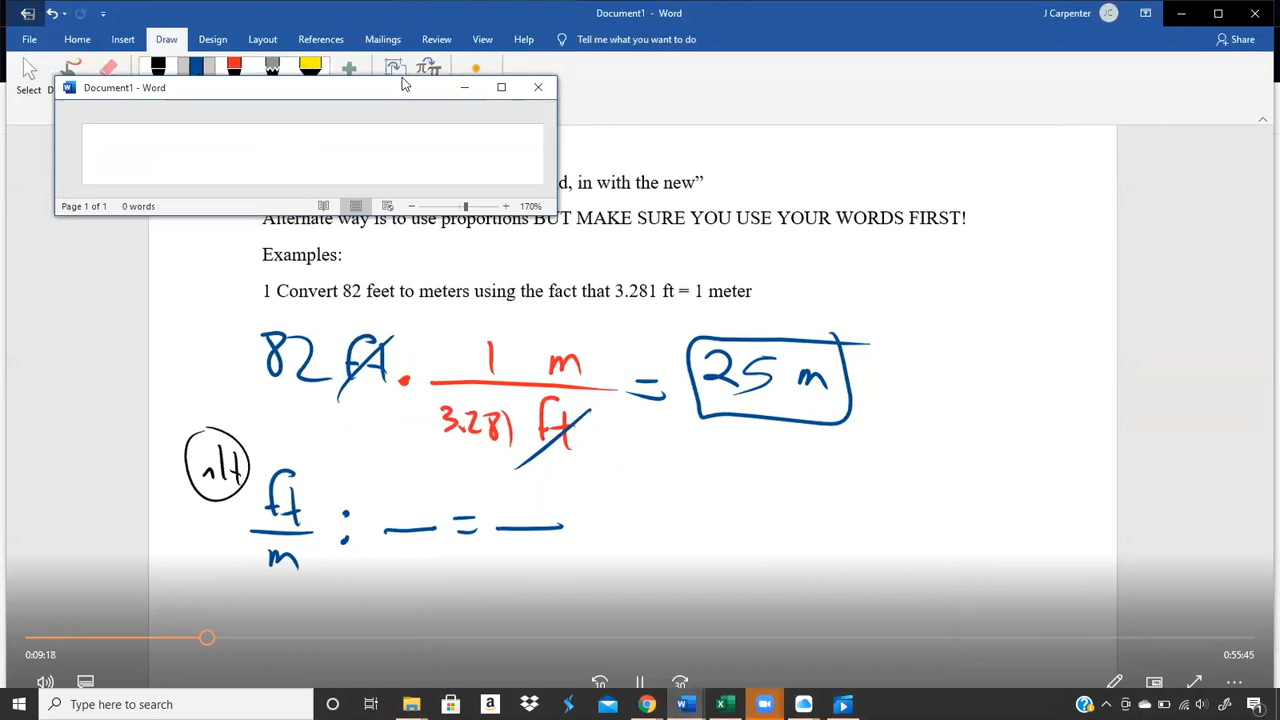 Document1 - Word
J Carpenter
JC
File
Home
Insert
Draw
Design
Layout
References
Mailings
Review
View
Help
Tell me what you want to do
Share
Select
D
Document1 - Word
Page 1 of 1
0 words
170%
d, in with the new”
Alternate way is to use proportions BUT MAKE SURE YOU USE YOUR WORDS FIRST!
Examples:
1 Convert 82 feet to meters using the fact that 3.281 ft = 1 meter
82 ft . 1 m
3.281 ft
= 25 m
alt
ft
m
: — = —
0:09:18
0:55:45
10
30
Type here to search